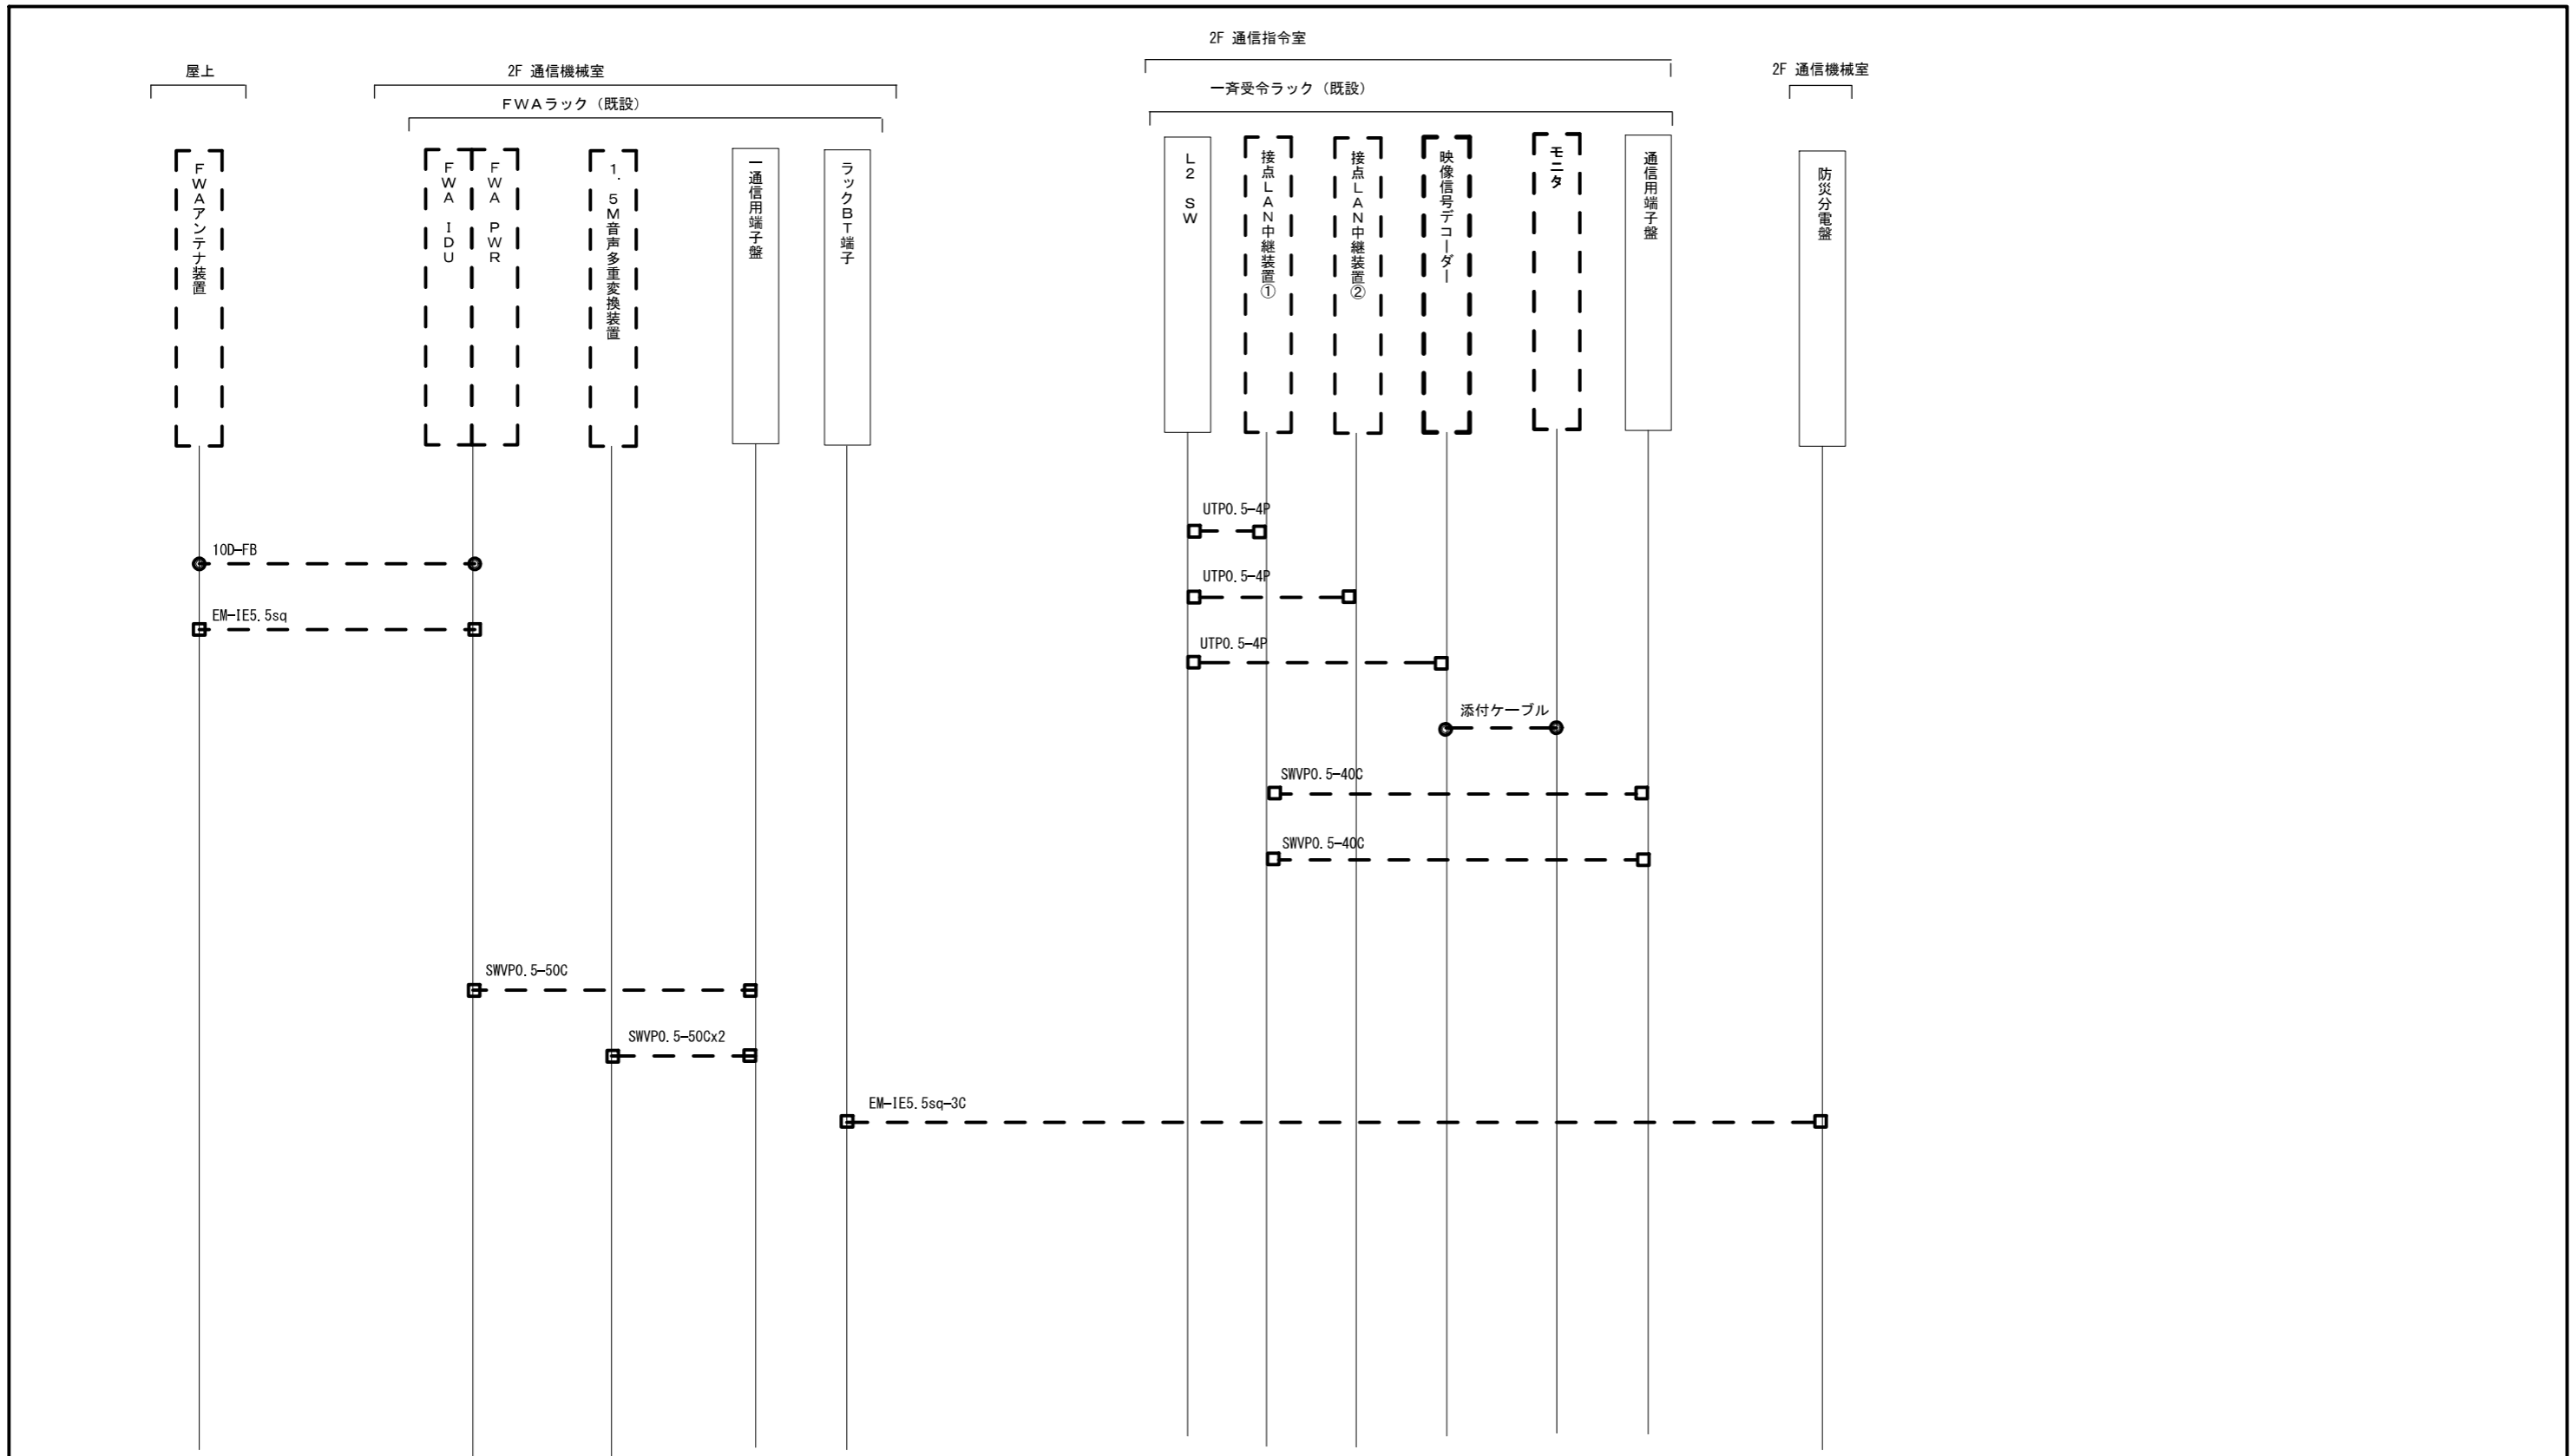 2F 通信指令室
屋上
2F 通信機械室
2F 通信機械室
FWAラック（既設）
一斉受令ラック（既設）
FWAアンテナ装置
FWA IDU
FWA PWR
1.5M音声多重変換装置
一通信用端子盤
ラックBT端子
L2 SW
接点LAN中継装置①
接点LAN中継装置②
映像信号デコーダー
モニタ
通信用端子盤
防災分電盤
UTP0.5-4P
10D-FB
UTP0.5-4P
EM-IE5.5sq
UTP0.5-4P
添付ケーブル
SWVP0.5-40C
SWVP0.5-40C
SWVP0.5-50C
SWVP0.5-50Cx2
EM-IE5.5sq-3C